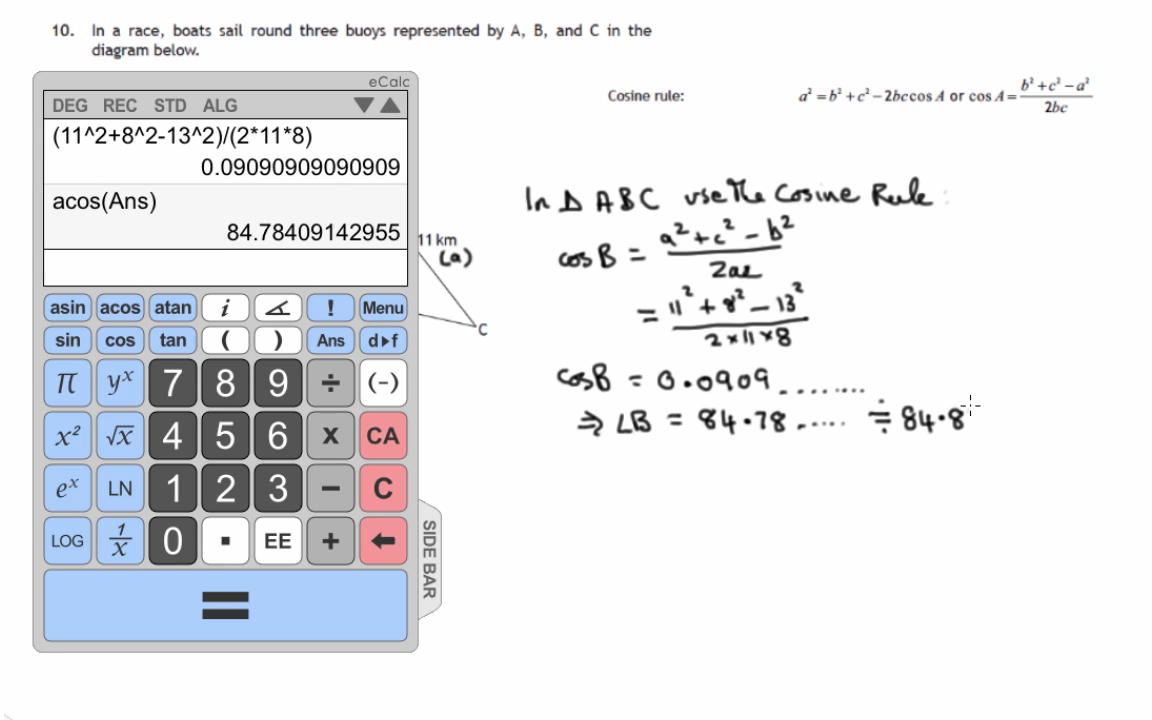 10. In a race, boats sail round three buoys represented by A, B, and C in the
diagram below.
eCalc
DEG REC STD ALG
(11^2+8^2-13^2)/(2*11*8)
0.09090909090909
acos(Ans)
84.78409142955
asin acos atan i ∠ ! Menu
sin cos tan ( ) Ans d▸f
π yˣ 7 8 9 ÷ (−)
x² √x 4 5 6 X CA
eˣ LN 1 2 3 − C
LOG 1/X 0 . EE + ←
=
SIDE BAR
11 km
(a)
C
Cosine rule: a² = b² + c² − 2bc cos A or cos A = (b² + c² − a²)/2bc
In Δ ABC use The Cosine Rule :
cos B = (a² + c² − b²)/2ac
= (11² + 8² − 13²)/(2 × 11 × 8)
cos B = 0.0909........
⇒ ∠B = 84.78...... ≑ 84.8